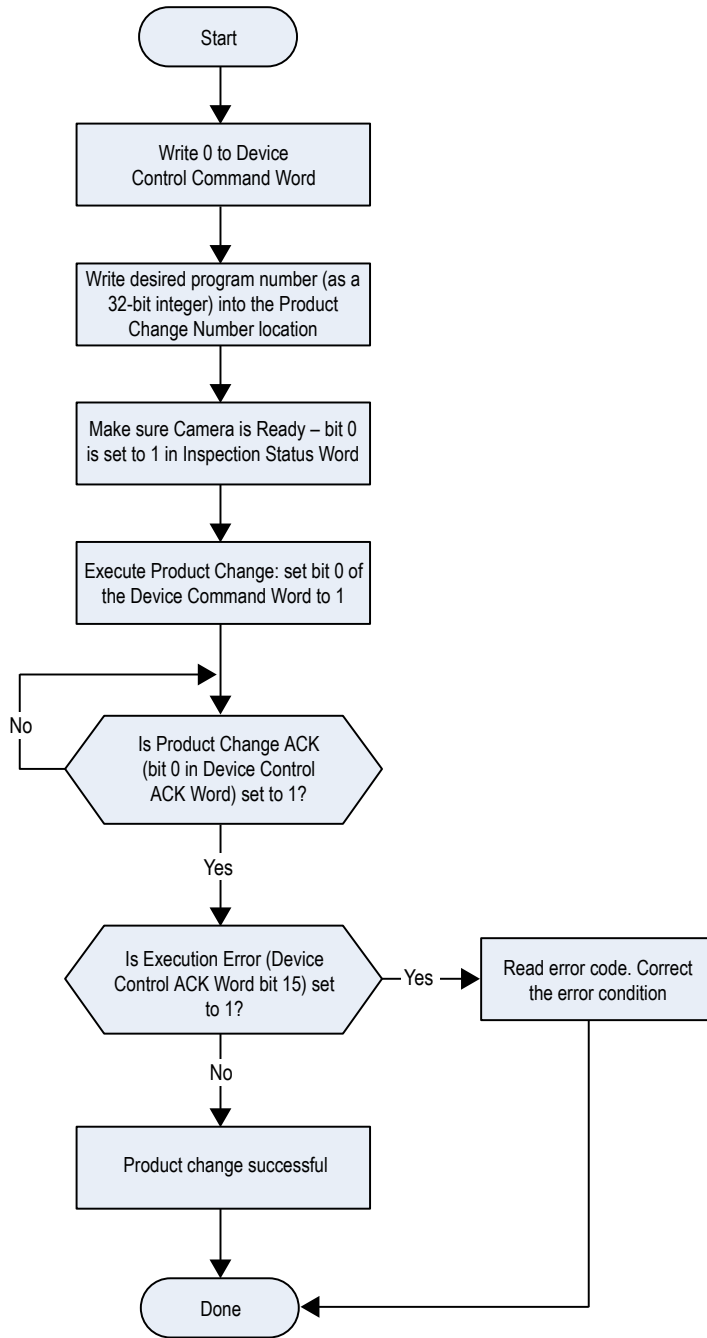 Start
Write 0 to Device
Control Command Word
Write desired program number (as a
32-bit integer) into the Product
Change Number location
Make sure Camera is Ready – bit 0
is set to 1 in Inspection Status Word
Execute Product Change: set bit 0 of
the Device Command Word to 1
No
Is Product Change ACK
(bit 0 in Device Control
ACK Word) set to 1?
Yes
Is Execution Error (Device
Control ACK Word bit 15) set
to 1?
Yes
Read error code. Correct
the error condition
No
Product change successful
Done